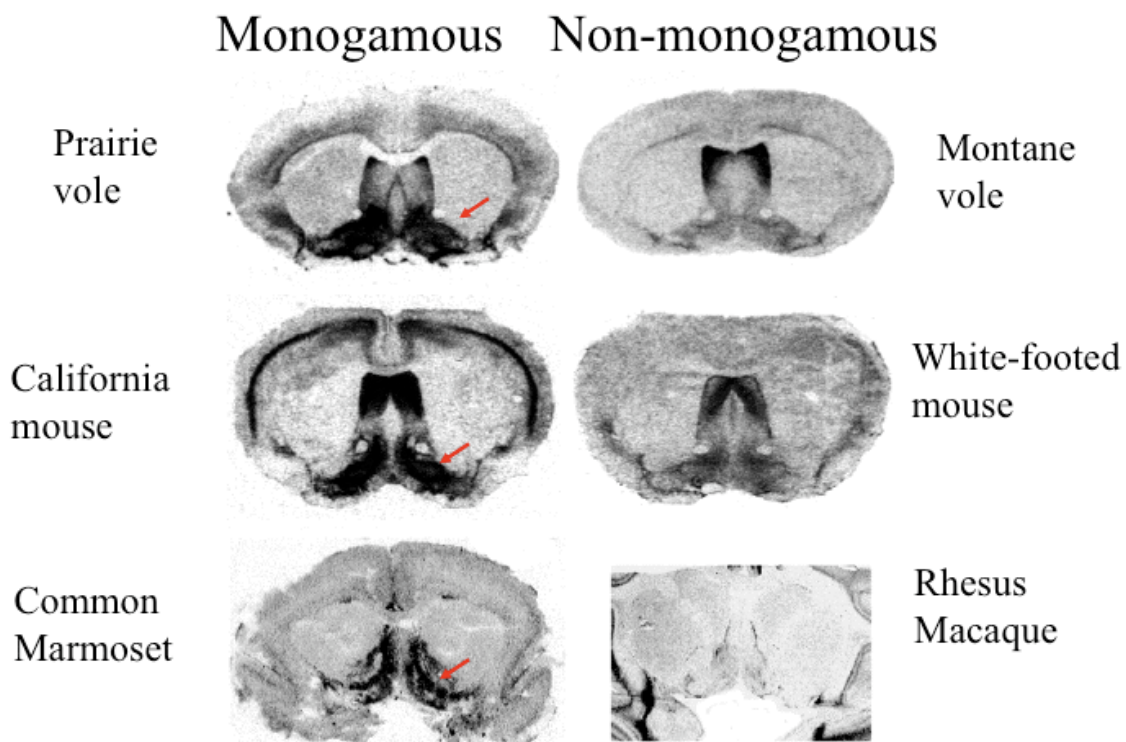 Monogamous Non-monogamous
Prairie
vole
Montane
vole
California
mouse
White-footed
mouse
Common
Marmoset
Rhesus
Macaque